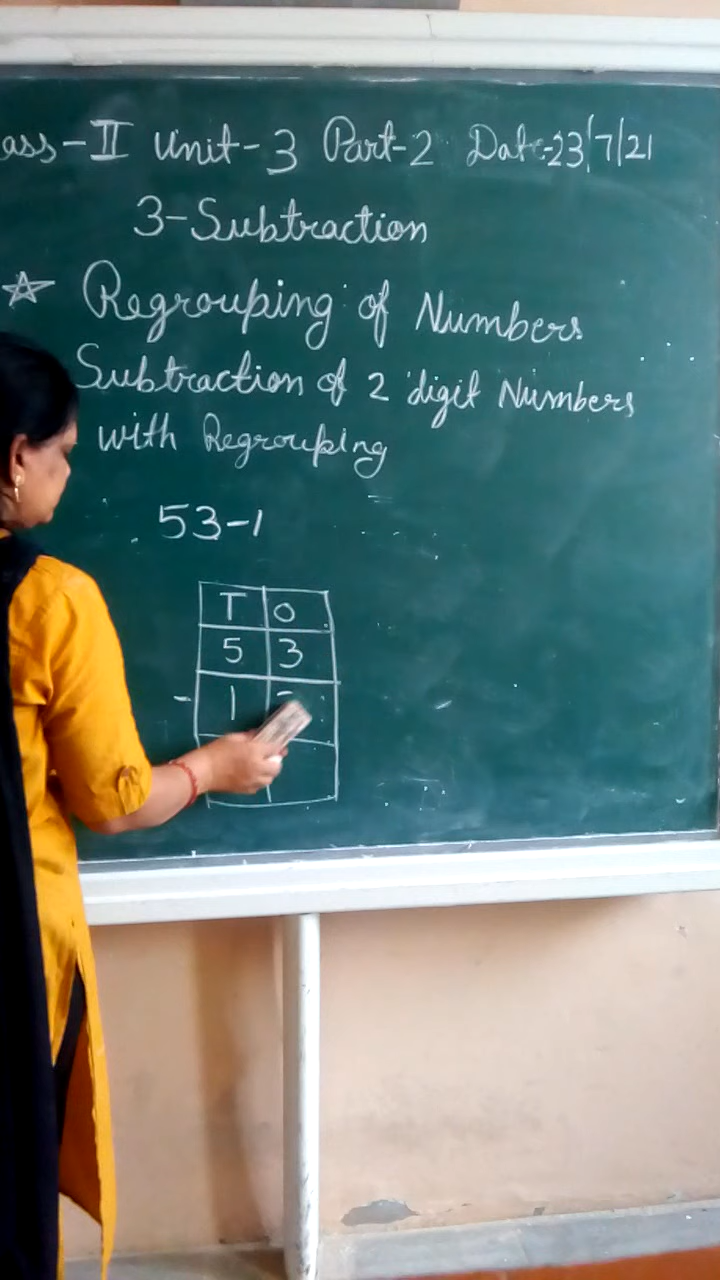 ass-II Unit-3 Part-2 Date-23/7/21
3-Subtraction
☆ Regrouping of Numbers
Subtraction of 2 digit Numbers
with Regrouping
53-1
T O
5 3
- 1